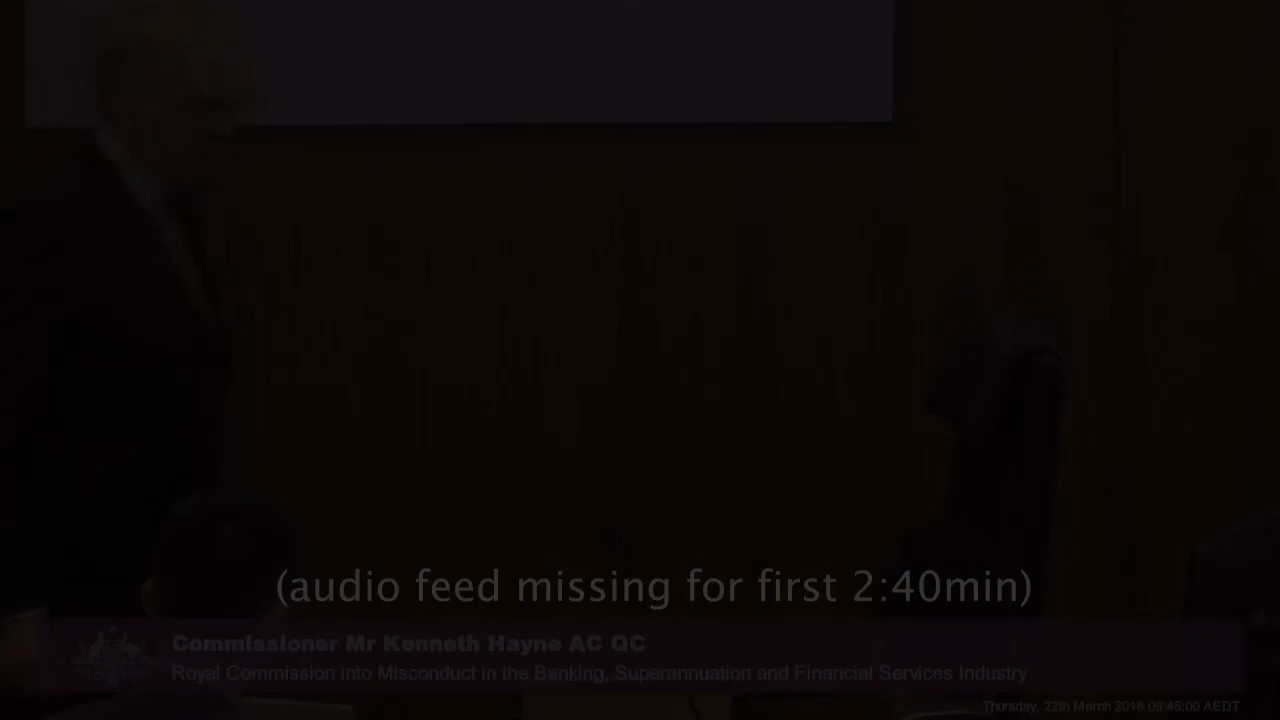 (audio feed missing for first 2:40min)
Commissioner Mr Kenneth Hayne AC QC
Royal Commission into Misconduct in the Banking, Superannuation and Financial Services Industry
Thursday, 22th March 2018 09:45:00 AEDT